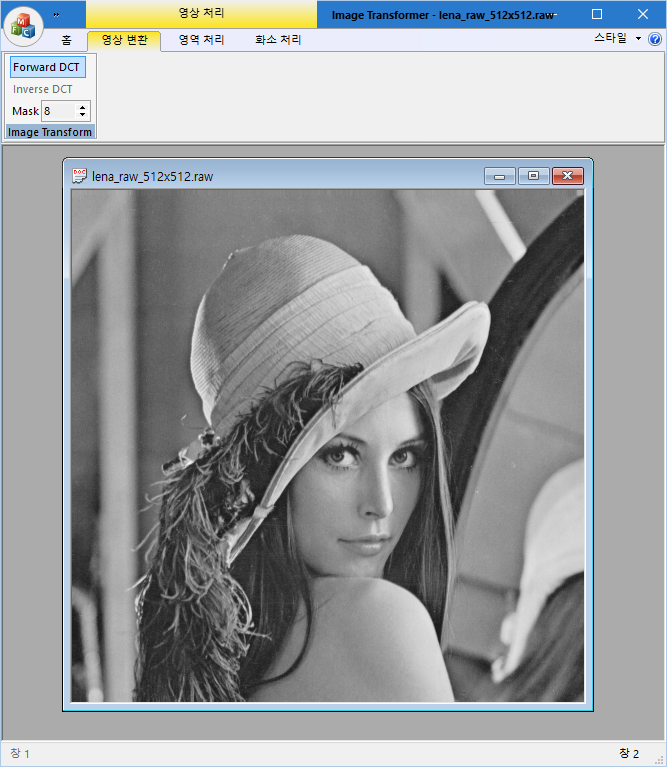 영상 처리
Image Transformer - lena_raw_512x512.raw
MFC
홈 영상 변환 영역 처리 화소 처리 스타일
Forward DCT
Inverse DCT
Mask 8
Image Transform
DOC lena_raw_512x512.raw
창 1 창 2